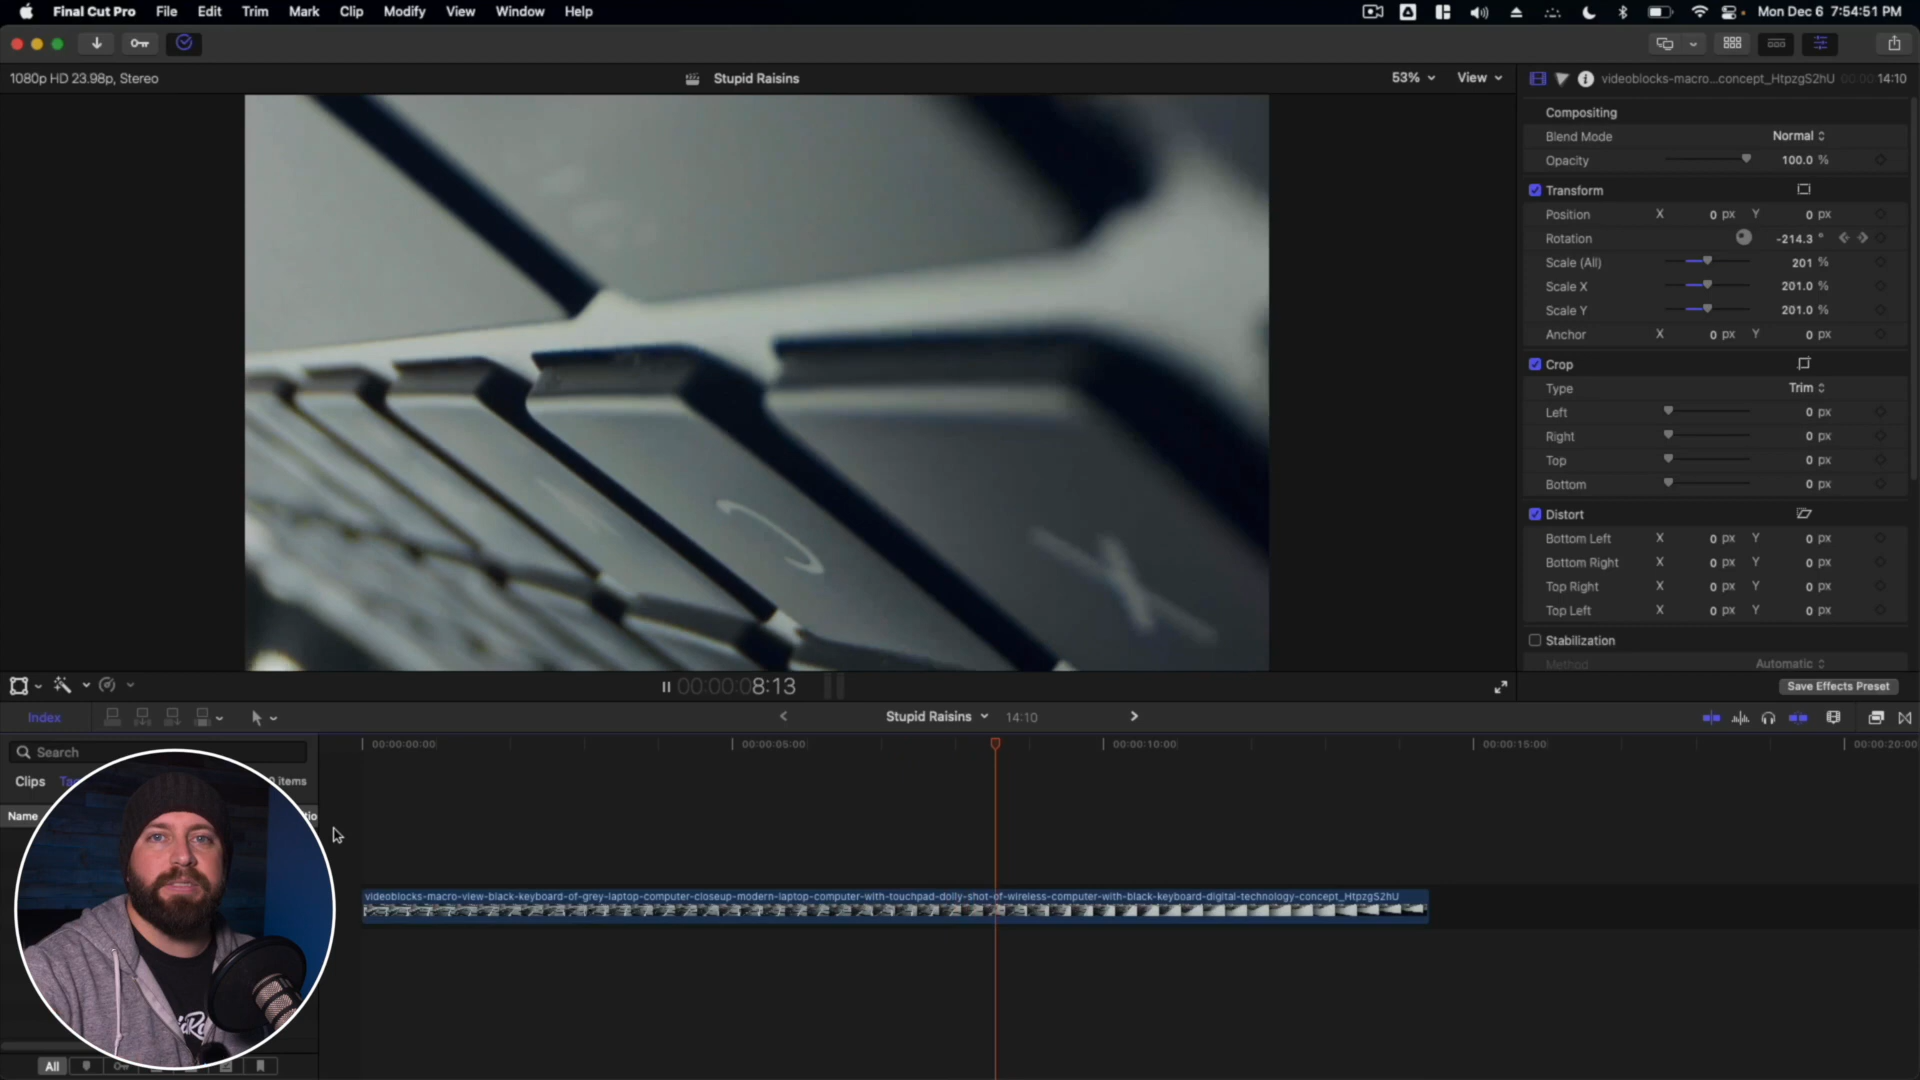 Final Cut Pro File Edit Trim Mark Clip Modify View Window Help Mon Dec 6 7:54:51 PM
1080p HD 23.98p, Stereo Stupid Raisins 53% View videoblocks-macro...concept_HtpzgS2hU 00:00:14:10
Compositing
Blend Mode Normal
Opacity 100.0 %
Transform
Position X 0 px Y 0 px
Rotation -214.3 °
Scale (All) 201 %
Scale X 201.0 %
Scale Y 201.0 %
Anchor X 0 px Y 0 px
Crop
Type Trim
Left 0 px
Right 0 px
Top 0 px
Bottom 0 px
Distort
Bottom Left X 0 px Y 0 px
Bottom Right X 0 px Y 0 px
Top Right X 0 px Y 0 px
Top Left X 0 px Y 0 px
Stabilization
Method Automatic
00:00:08:13 Save Effects Preset
Index Stupid Raisins 14:10
Search 00:00:00:00 00:00:05:00 00:00:10:00 00:00:15:00 00:00:20:00
Clips items
Name
videoblocks-macro-view-black-keyboard-of-grey-laptop-computer-closeup-modern-laptop-computer-with-touchpad-dolly-shot-of-wireless-computer-with-black-keyboard-digital-technology-concept_HtpzgS2hU
All